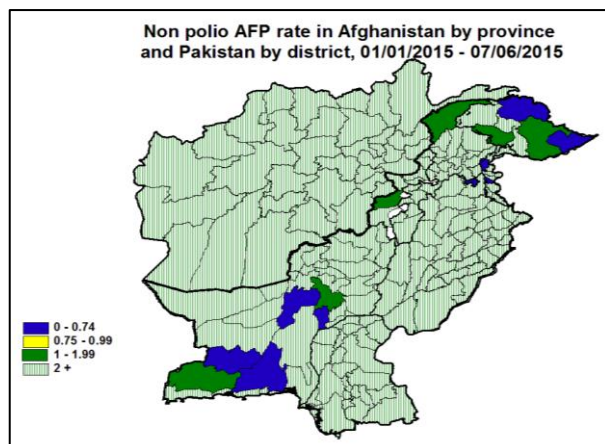 Non polio AFP rate in Afghanistan by province
and Pakistan by district, 01/01/2015 - 07/06/2015
0 - 0.74
0.75 - 0.99
1 - 1.99
2 +